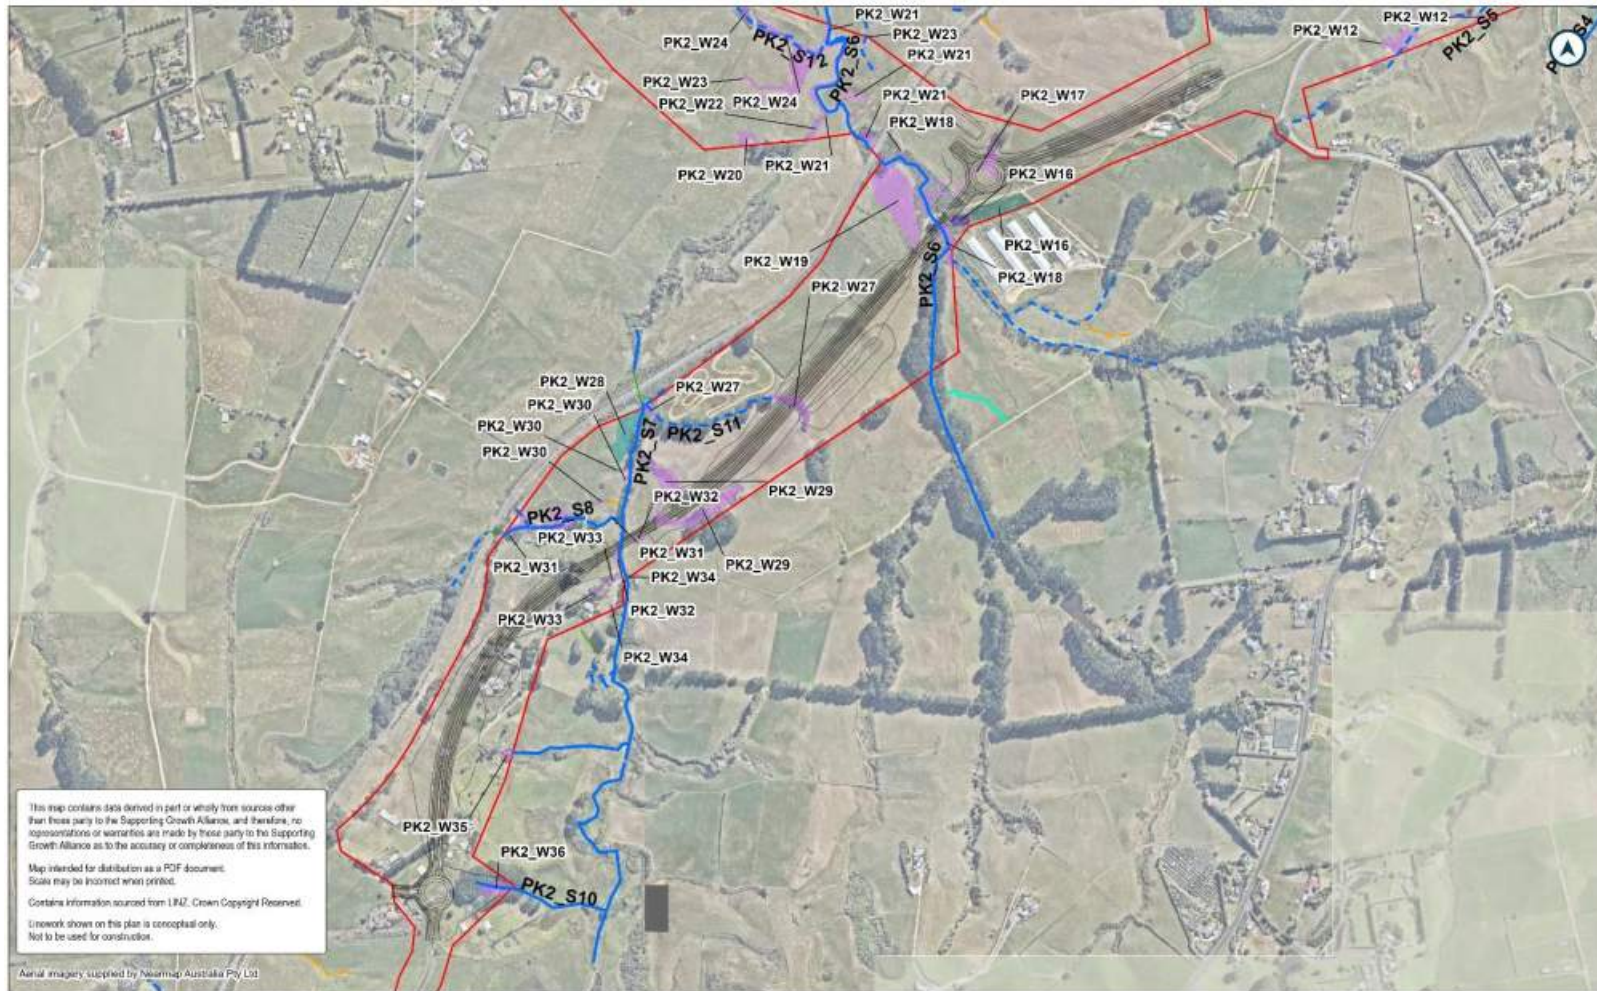 PK2_W21
PK2_W12
PK2_W24
PK2_S12
PK2_S6
PK2_W23
PK2_W12
PK2_S5
PK2_W21
PK2_W23
PK2_W22
PK2_W24
PK2_W21
PK2_W17
PK2_W18
PK2_W20
PK2_W21
PK2_W16
PK2_W16
PK2_W19
PK2_S6
PK2_W18
PK2_W27
PK2_W28
PK2_W27
PK2_W30
PK2_W30
PK2_S7
PK2_S11
PK2_W30
PK2_W32
PK2_W29
PK2_S8
PK2_W33
PK2_W31
PK2_W31
PK2_W29
PK2_W34
PK2_W33
PK2_W32
PK2_W34
PK2_W35
PK2_W36
PK2_S10
This map contains data derived in part or wholly from sources other
than those party to the Supporting Growth Alliance, and therefore, no
representations or warranties are made by those party to the Supporting
Growth Alliance as to the accuracy or completeness of this information.
Map intended for distribution as a PDF document.
Scale may be incorrect when printed.
Contains information sourced from LINZ. Crown Copyright Reserved.
Linework shown on this plan is conceptual only.
Not to be used for construction.
Aerial imagery supplied by Nearmap Australia Pty Ltd